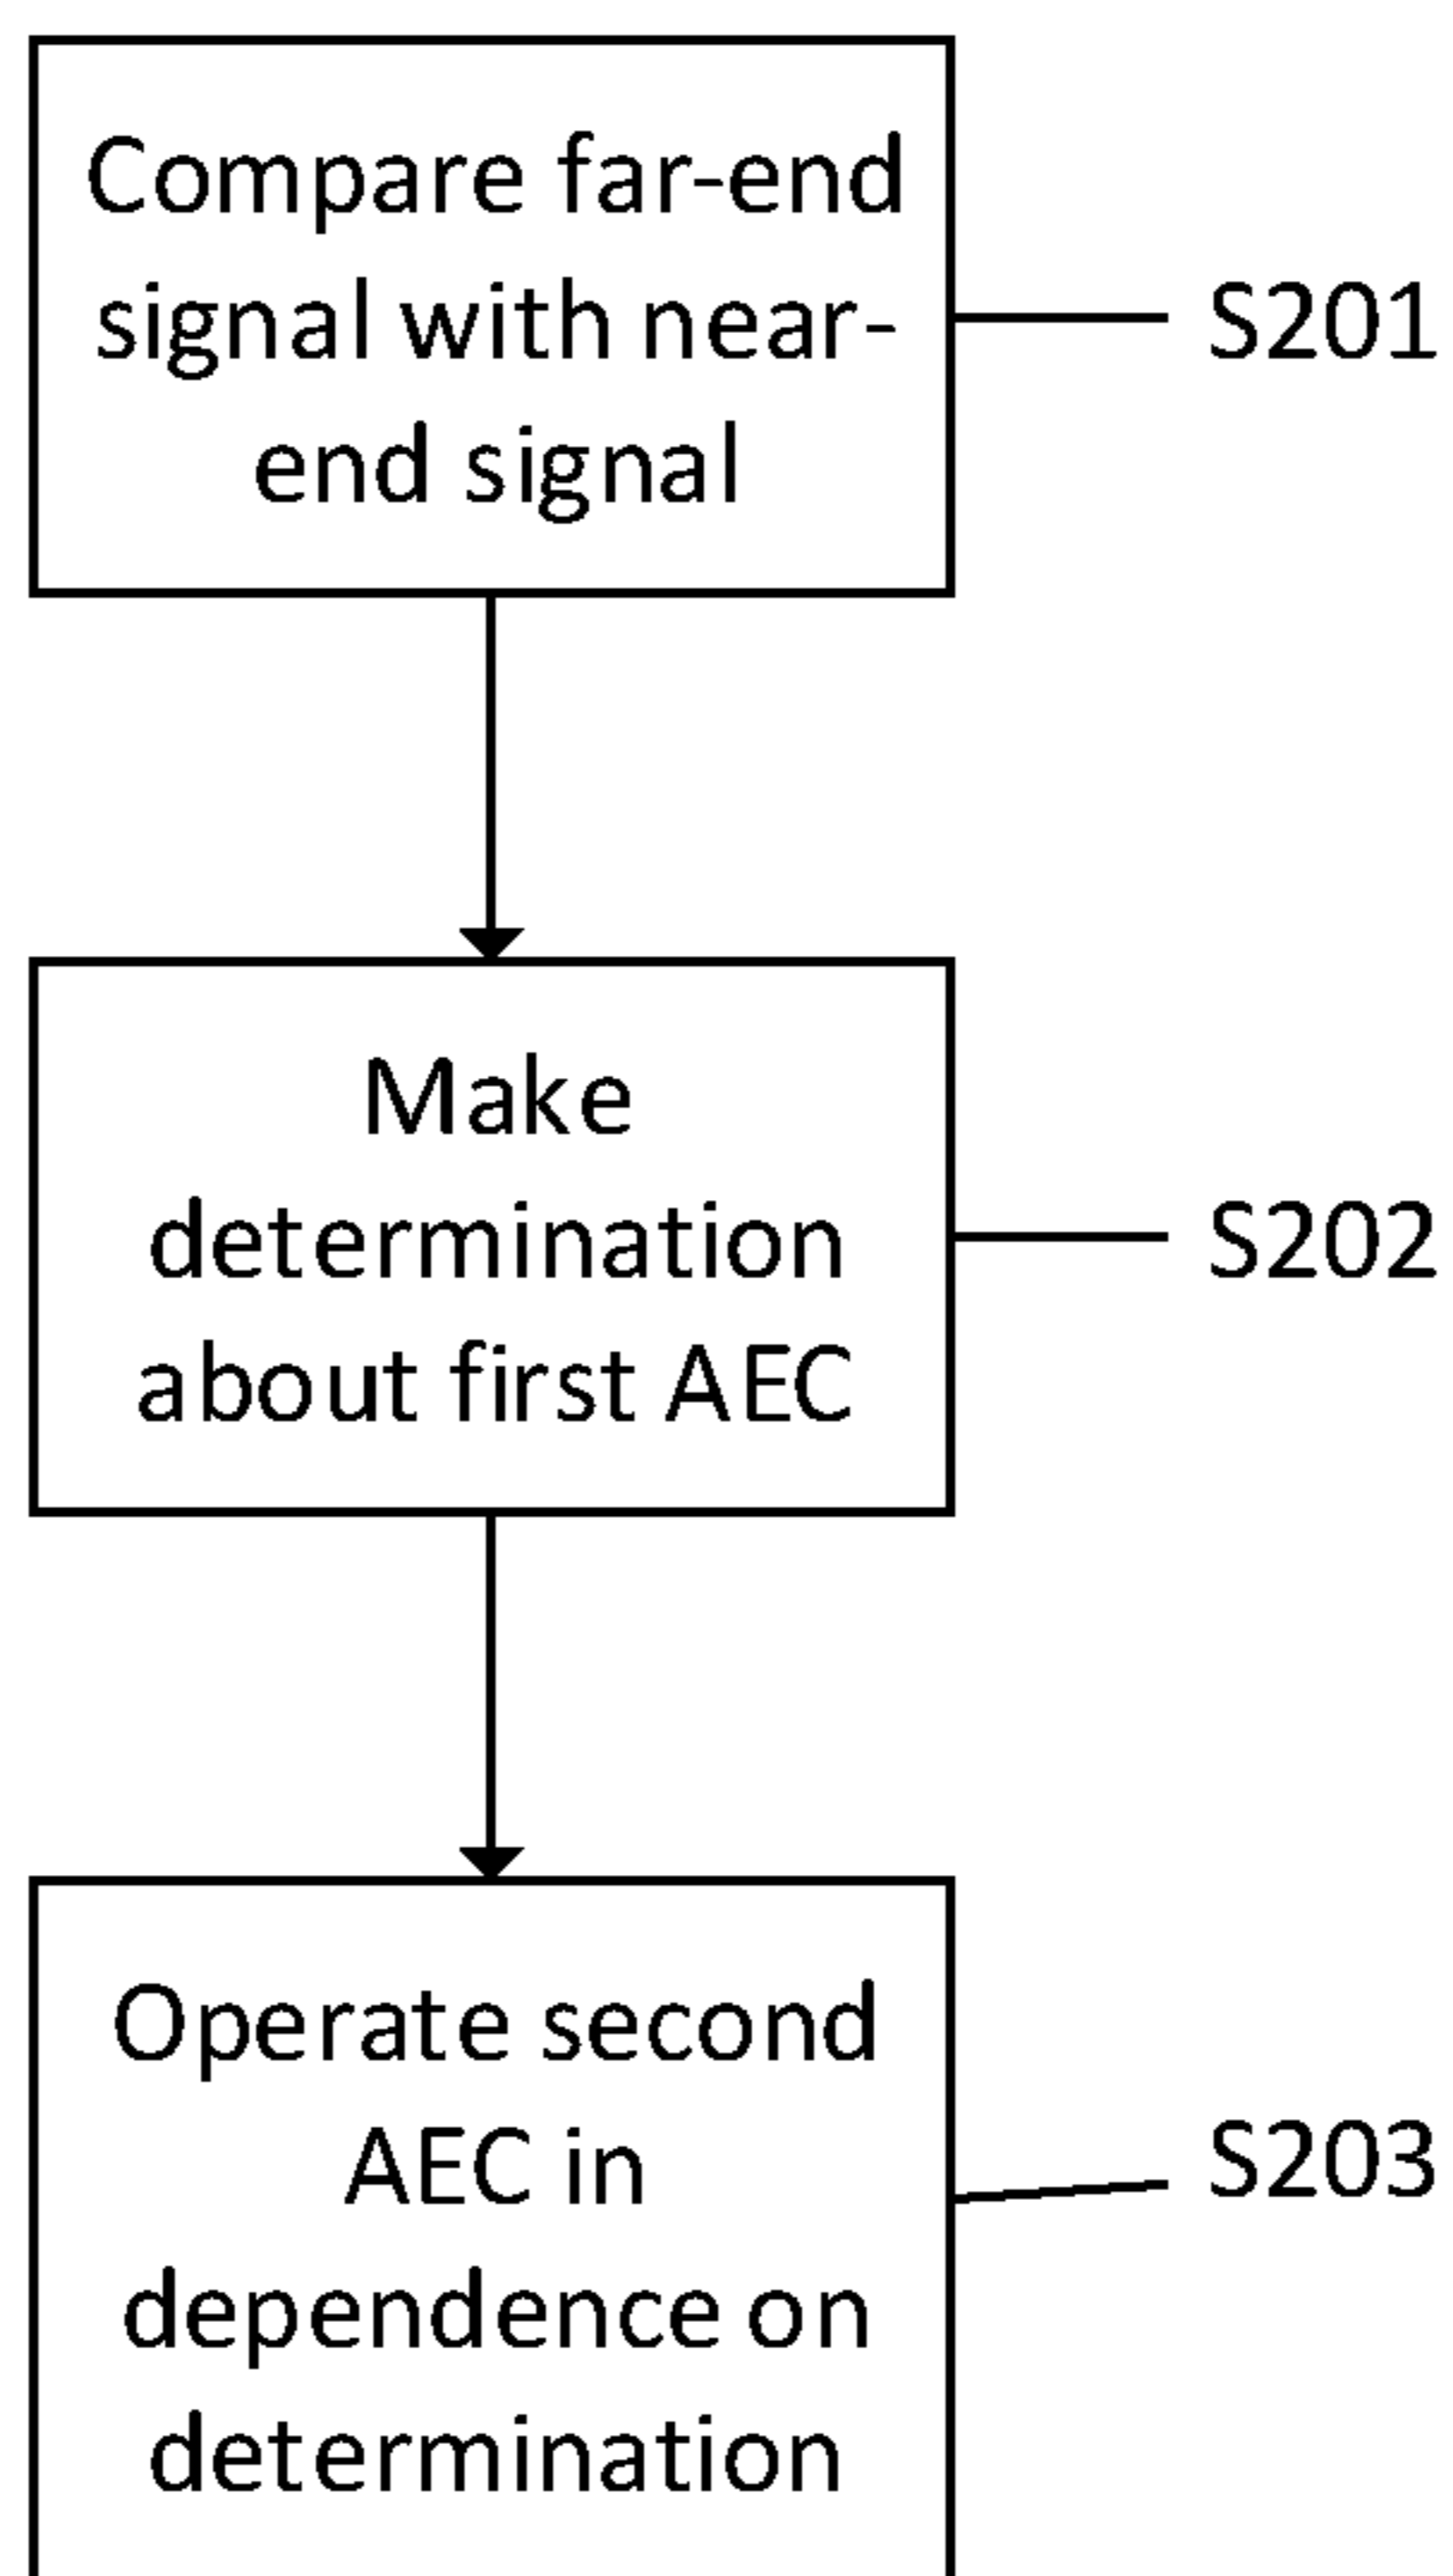 Compare far-end
signal with near-
end signal
S201
Make
determination
about first AEC
S202
Operate second
AEC in
dependence on
determination
S203